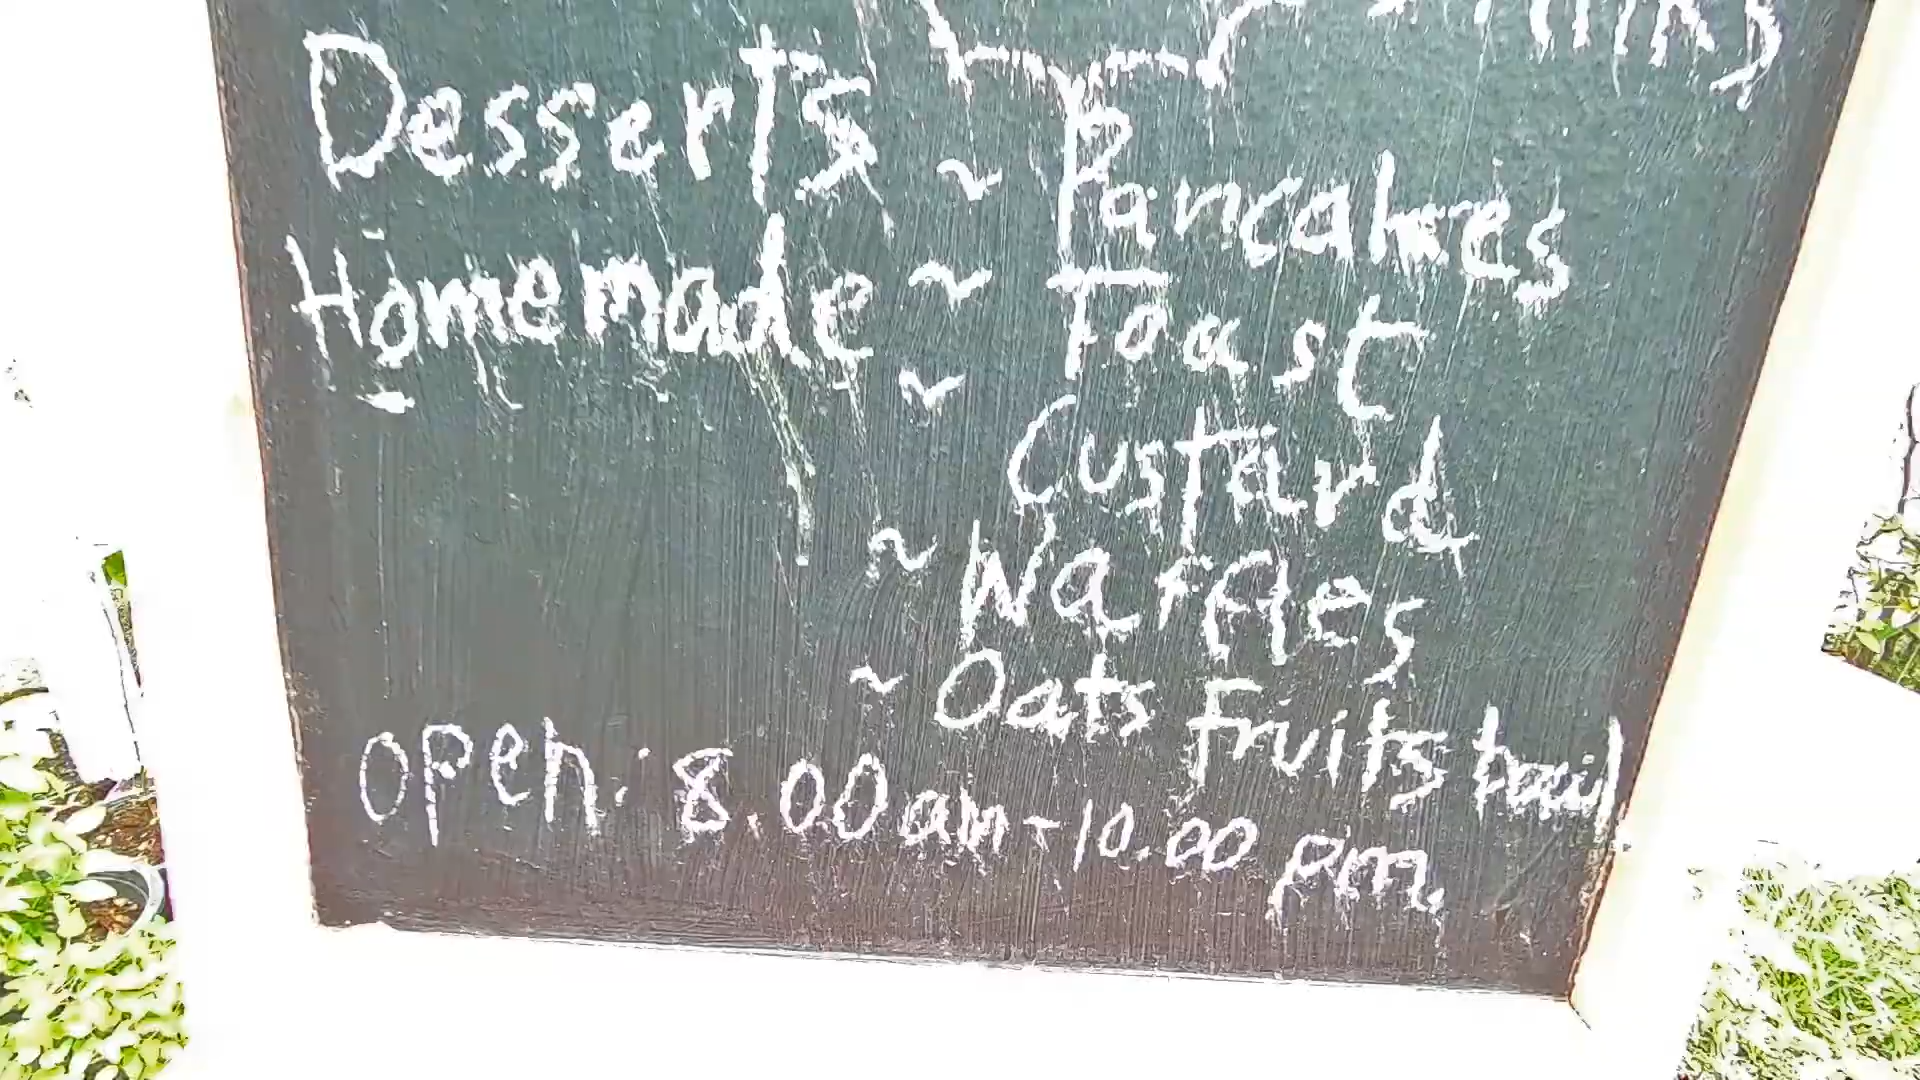 Desserts ~ Pancakes
Homemade ~ Toast
~ Custard
~ Waffles
~ Oats Fruits bowl
open: 8.00 am - 10.00 pm.